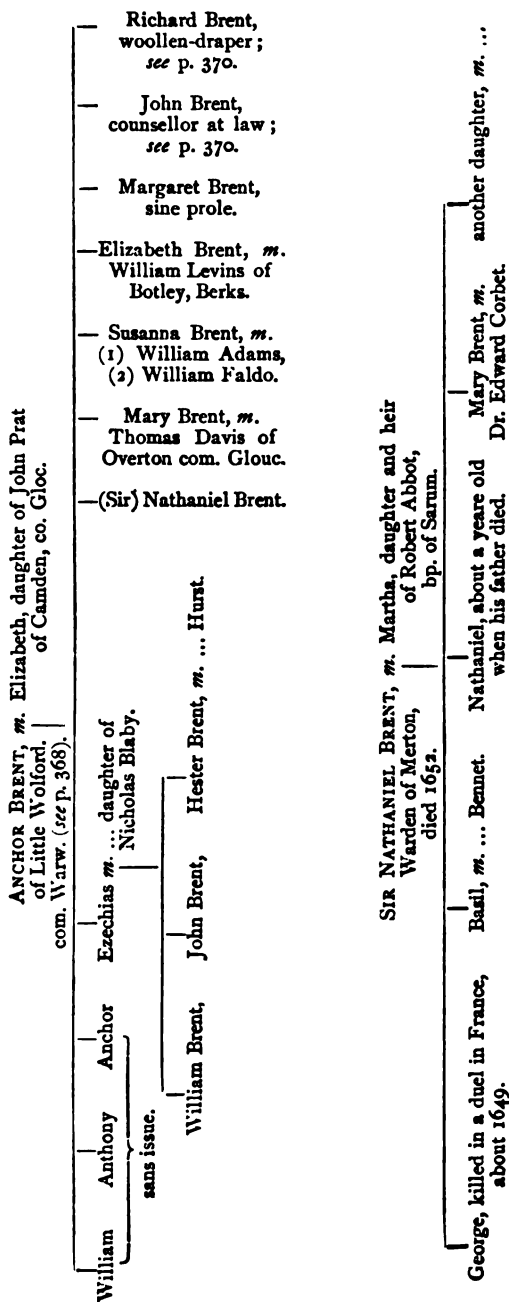 ANCHOR BRENT, m. Elizabeth, daughter of John Prat
of Little Wolford. of Camden, co. Gloc.
com. Warw. (see p. 368).
William Anthony Anchor
sans issue.
Ezechias m. ... daughter of
Nicholas Blaby.
William Brent, John Brent, Hester Brent, m. ... Hurst.
(Sir) Nathaniel Brent.
Mary Brent, m.
Thomas Davis of
Overton com. Glouc.
Susanna Brent, m.
(1) William Adams,
(2) William Faldo.
Elizabeth Brent, m.
William Levins of
Botley, Berks.
Margaret Brent,
sine prole.
John Brent,
counsellor at law;
see p. 370.
Richard Brent,
woollen-draper;
see p. 370.
SIR NATHANIEL BRENT, m. Martha, daughter and heir
Warden of Merton, of Robert Abbot,
died 1652. bp. of Sarum.
George, killed in a duel in France,
about 1649.
Basil, m. ... Bennet.
Nathaniel, about a yeare old
when his father died.
Mary Brent, m.
Dr. Edward Corbet.
another daughter, m. ...